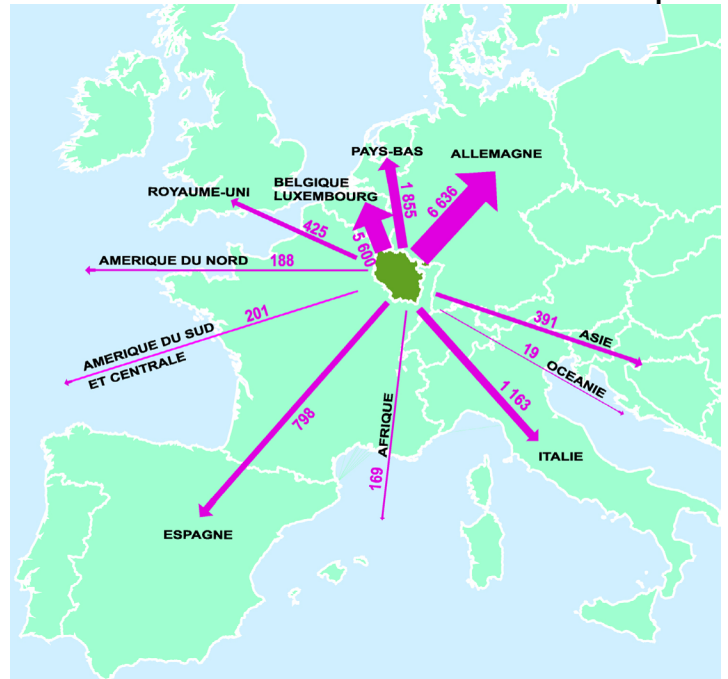 PAYS-BAS
1 855
ALLEMAGNE
6 636
BELGIQUE
LUXEMBOURG
5 600
ROYAUME-UNI
425
AMERIQUE DU NORD
188
AMERIQUE DU SUD
ET CENTRALE
201
391
ASIE
19
OCEANIE
1 163
ITALIE
798
ESPAGNE
AFRIQUE
169